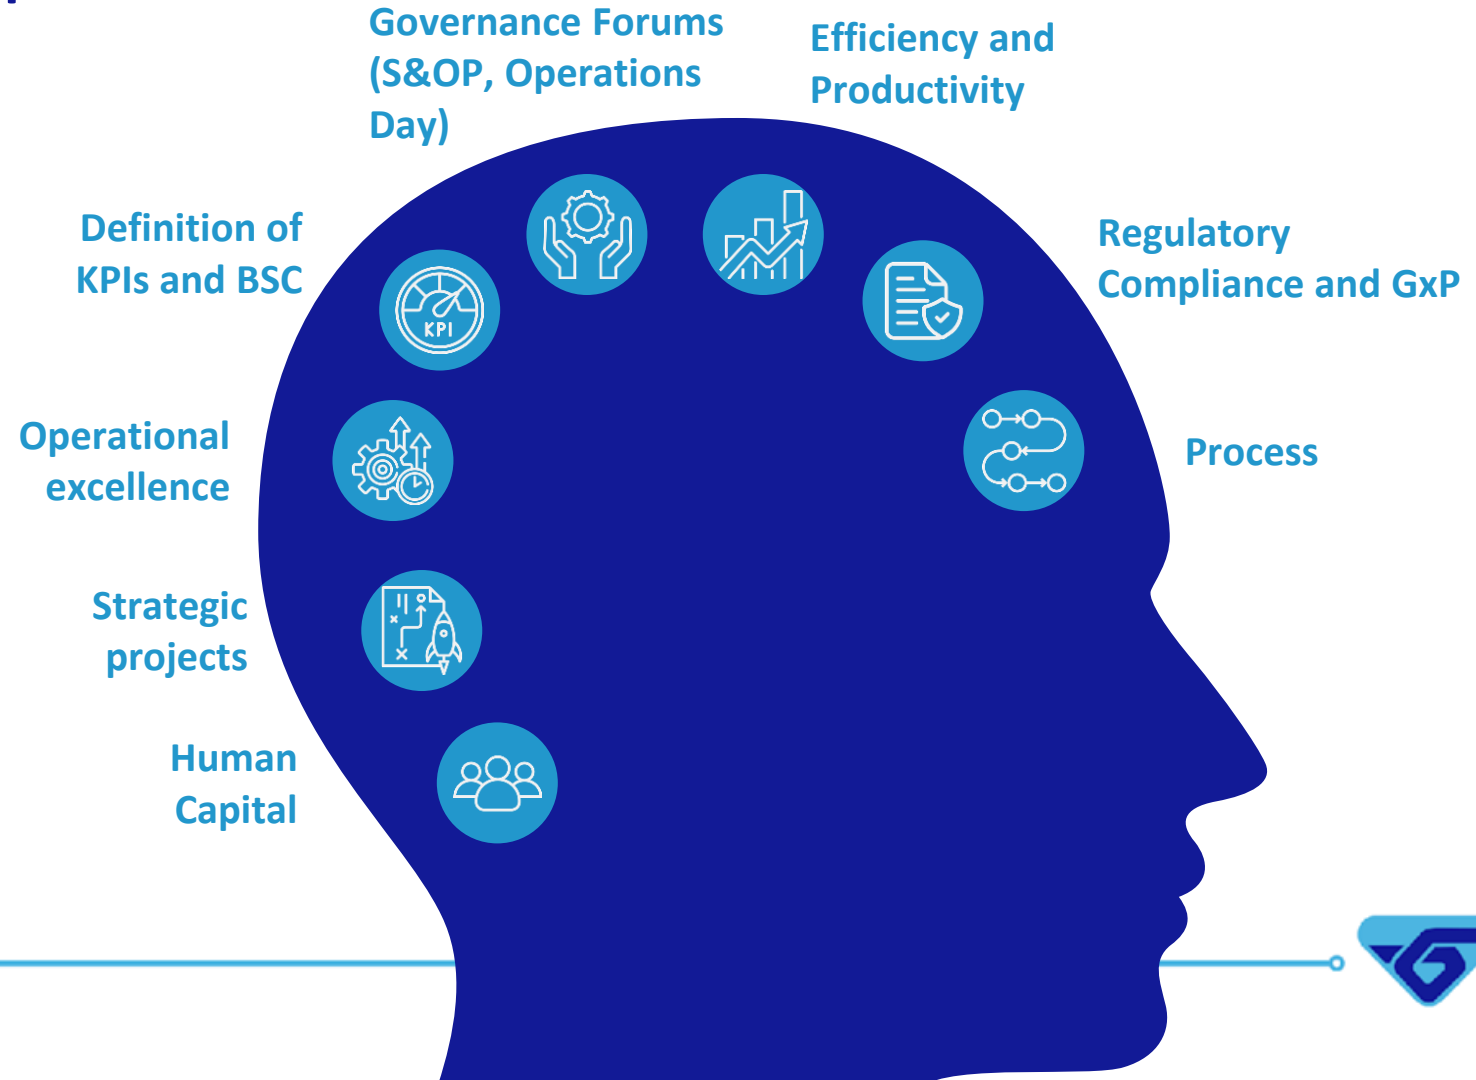 Governance Forums
(S&OP, Operations
Day)
Efficiency and
Productivity
Definition of
KPIs and BSC
KPI
Regulatory
Compliance and GxP
Operational
excellence
Process
Strategic
projects
Human
Capital